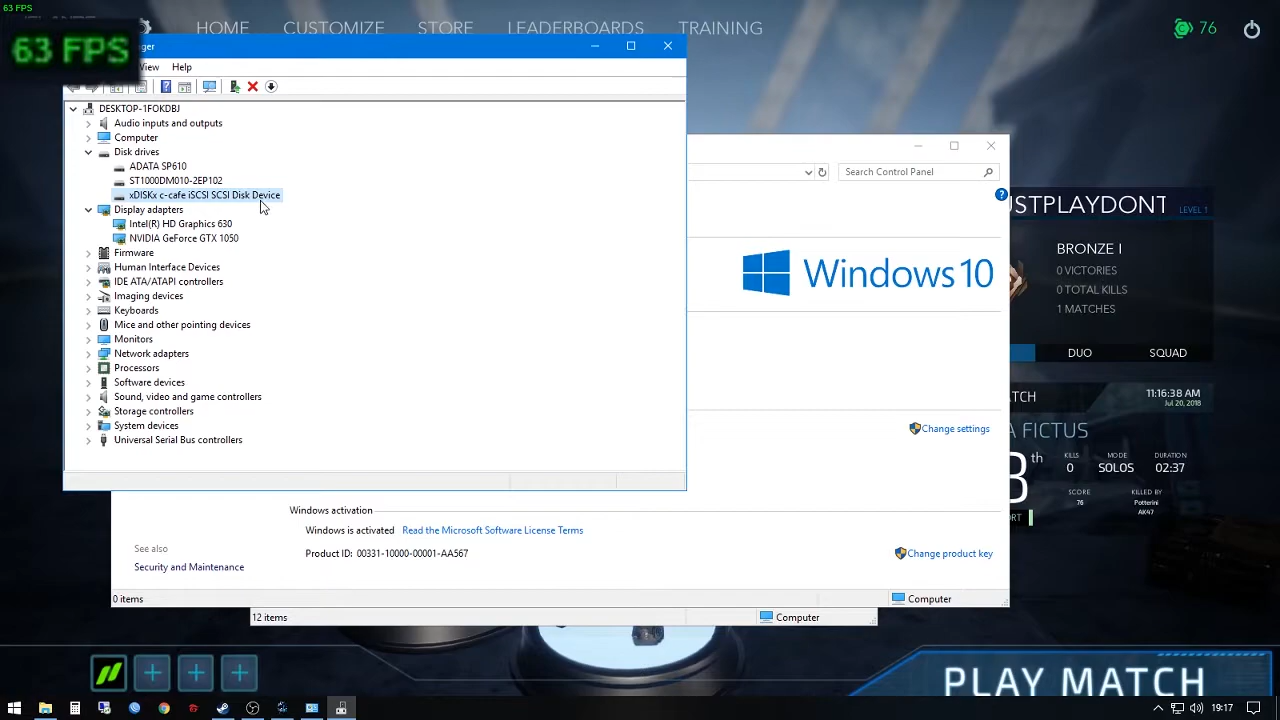 63 FPS
63 FPS
HOME CUSTOMIZE STORE LEADERBOARDS TRAINING
76
View Help
DESKTOP-1FOKDBJ
Audio inputs and outputs
Computer
Disk drives
ADATA SP610
ST1000DM010-2EP102
xDISKx c-cafe iSCSI SCSI Disk Device
Display adapters
Intel(R) HD Graphics 630
NVIDIA GeForce GTX 1050
Firmware
Human Interface Devices
IDE ATA/ATAPI controllers
Imaging devices
Keyboards
Mice and other pointing devices
Monitors
Network adapters
Processors
Software devices
Sound, video and game controllers
Storage controllers
System devices
Universal Serial Bus controllers
Search Control Panel
Windows 10
Change settings
Windows activation
Windows is activated Read the Microsoft Software License Terms
Product ID: 00331-10000-00001-AA567
Change product key
See also
Security and Maintenance
0 items
Computer
12 items
Computer
USTPLAYDONT LEVEL 1
BRONZE I
0 VICTORIES
0 TOTAL KILLS
1 MATCHES
DUO SQUAD
TCH
11:16:38 AM
Jul 20, 2018
A FICTUS
th
KILLS MODE DURATION
0 SOLOS 02:37
SCORE KILLED BY
76 Potterini
AK47
ORT
PLAY MATCH
19:17